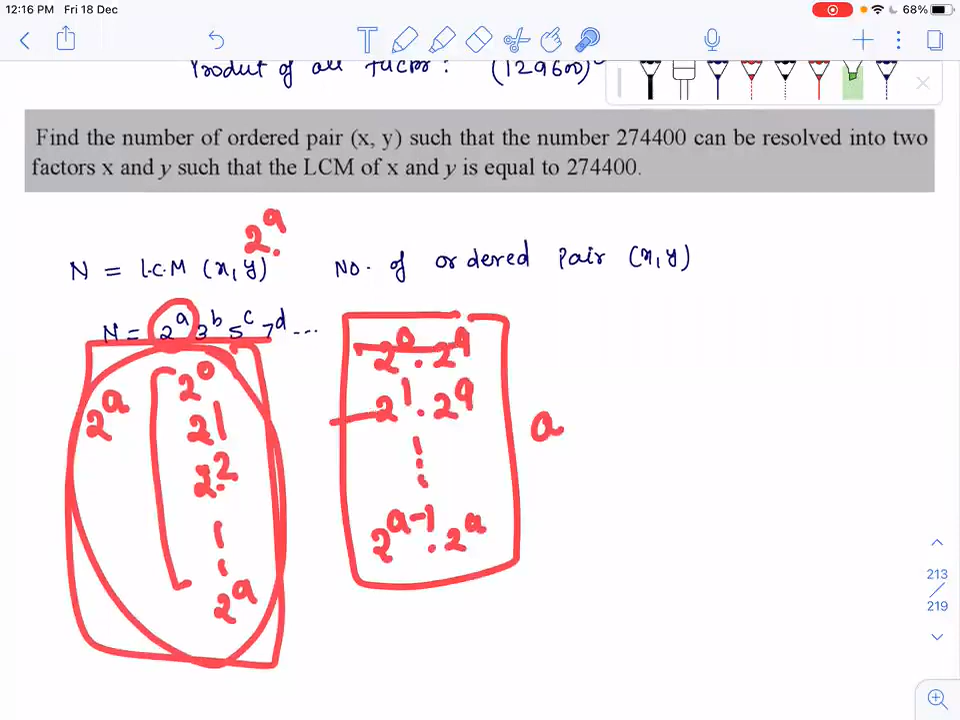 12:16 PM Fri 18 Dec 68%
Product of all factor : (129600)
Find the number of ordered pair (x, y) such that the number 274400 can be resolved into two
factors x and y such that the LCM of x and y is equal to 274400.
2^a
N = L.C.M (x, y) No. of ordered pair (x, y)
N = 2^a 3^b 5^c 7^d ...
2^a
2^0
2^1
2^2
2^a
2^0 . 2^a
2^1 . 2^a
2^a-1 . 2^a
a
213
219